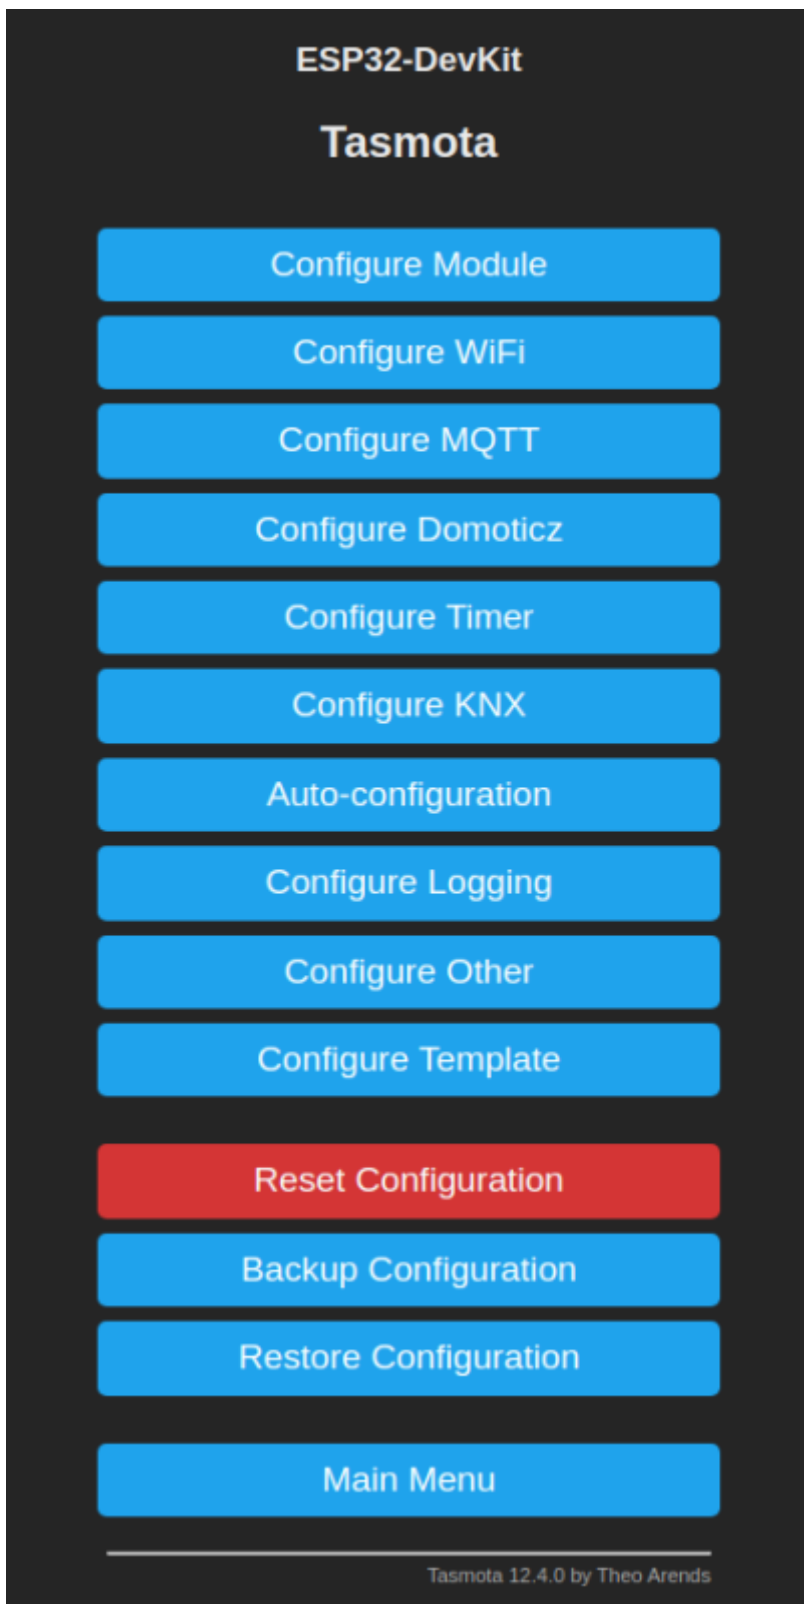 ESP32-DevKit
Tasmota
Configure Module
Configure WiFi
Configure MQTT
Configure Domoticz
Configure Timer
Configure KNX
Auto-configuration
Configure Logging
Configure Other
Configure Template
Reset Configuration
Backup Configuration
Restore Configuration
Main Menu
Tasmota 12.4.0 by Theo Arends